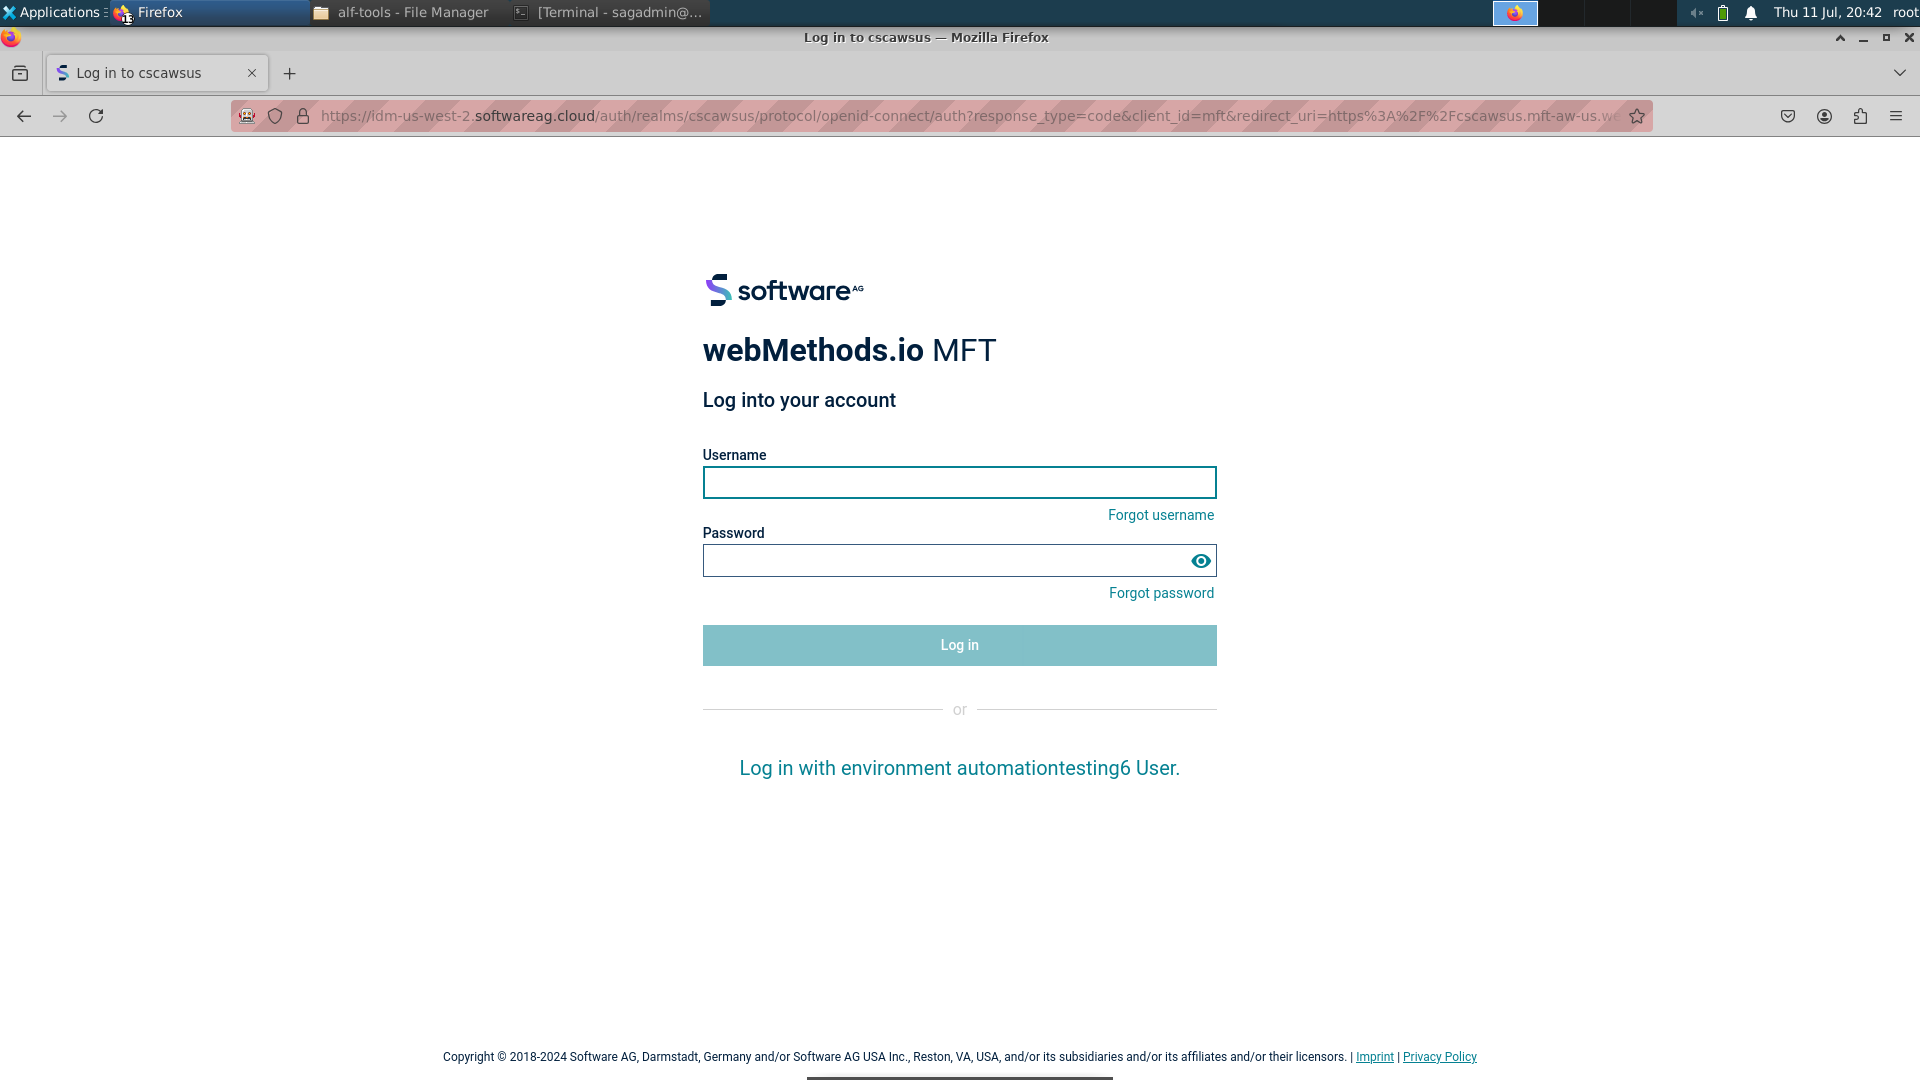 Applications
Firefox
alf-tools - File Manager
[Terminal - sagadmin@...
Thu 11 Jul, 20:42
root
Log in to cscawsus — Mozilla Firefox
Log in to cscawsus
https://idm-us-west-2.softwareag.cloud/auth/realms/cscawsus/protocol/openid-connect/auth?response_type=code&client_id=mft&redirect_uri=https%3A%2F%2Fcscawsus.mft-aw-us.we
software AG
webMethods.io MFT
Log into your account
Username
Forgot username
Password
Forgot password
Log in
or
Log in with environment automationtesting6 User.
Copyright © 2018-2024 Software AG, Darmstadt, Germany and/or Software AG USA Inc., Reston, VA, USA, and/or its subsidiaries and/or its affiliates and/or their licensors. | Imprint | Privacy Policy